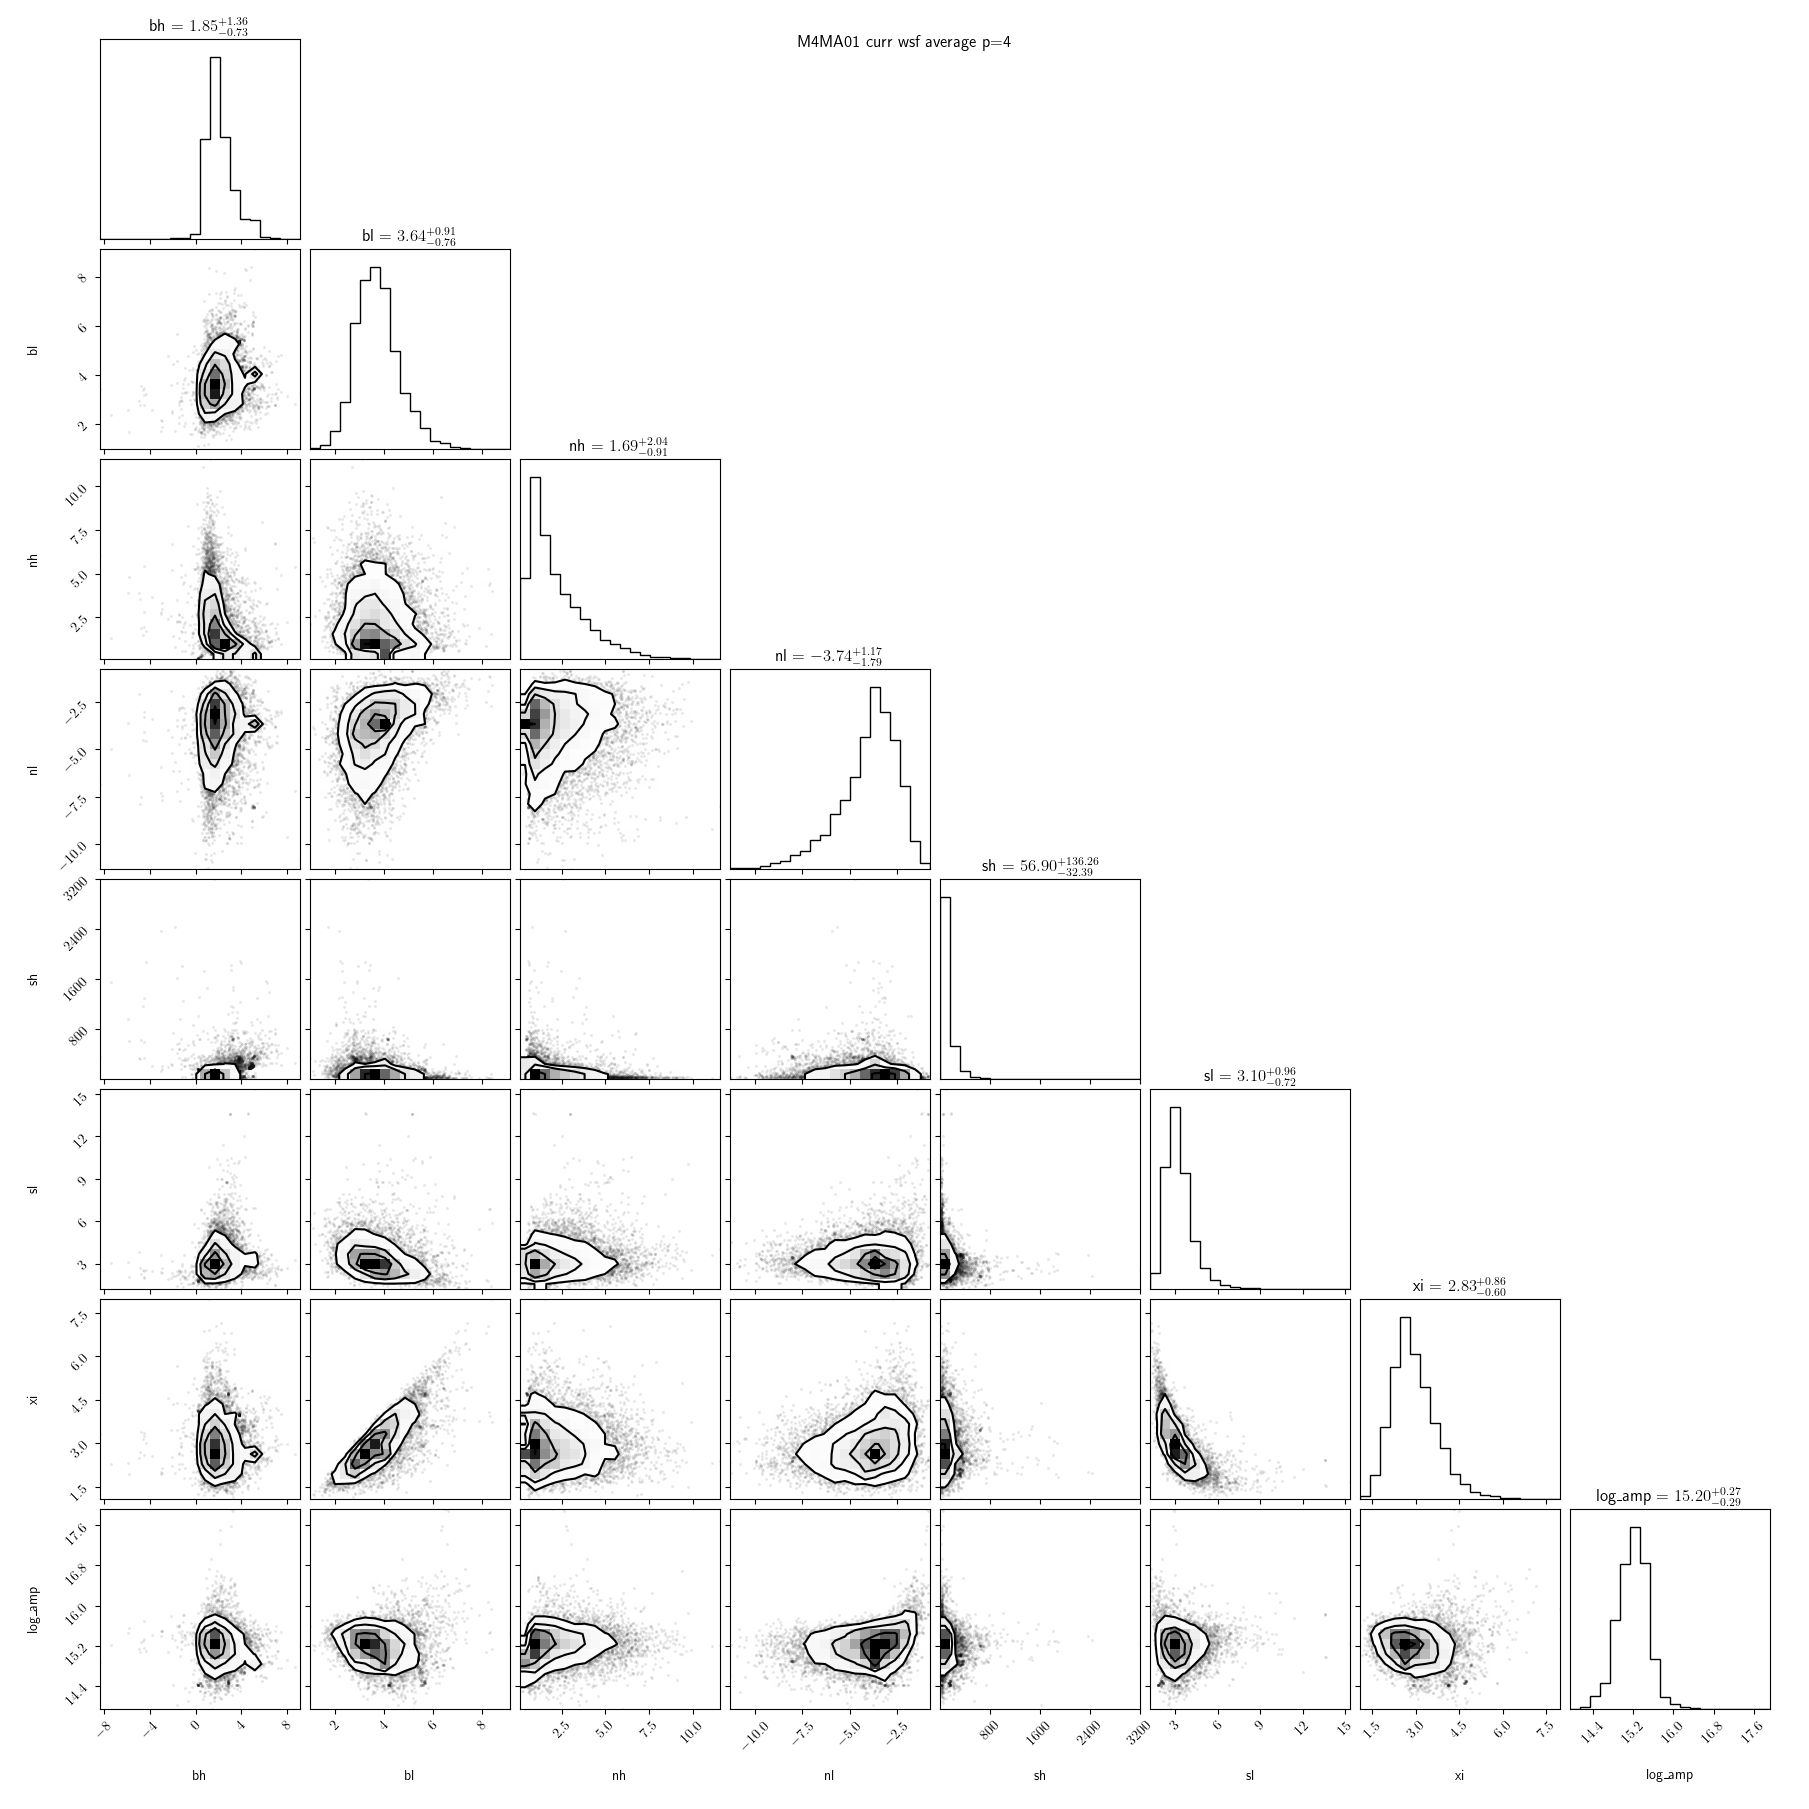 M4MA01 curr wsf average p=4
bh = 1.85+1.36−0.73
bl = 3.64+0.91−0.76
bl
8
6
4
2
nh = 1.69+2.04−0.91
nh
10.0
7.5
5.0
2.5
nl = −3.74+1.17−1.79
nl
−2.5
−5.0
−7.5
−10.0
sh = 56.90+136.26−32.39
sh
3200
2400
1600
800
sl = 3.10+0.96−0.72
sl
15
12
9
6
3
xi = 2.83+0.86−0.60
xi
7.5
6.0
4.5
3.0
1.5
log_amp = 15.20+0.27−0.29
log_amp
17.6
16.8
16.0
15.2
14.4
−8 −4 0 4 8 2 4 6 8 2.5 5.0 7.5 10.0 −10.0 −7.5 −5.0 −2.5 800 1600 2400 3200 3 6 9 12 15 1.5 3.0 4.5 6.0 7.5 14.4 15.2 16.0 16.8 17.6
bh bl nh nl sh sl xi log_amp